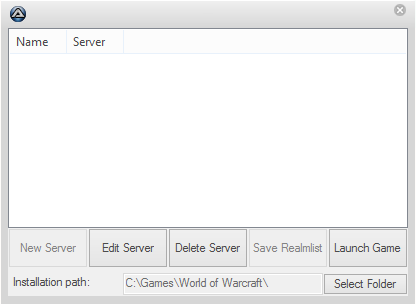 Name Server
New Server Edit Server Delete Server Save Realmlist Launch Game
Installation path: C:\Games\World of Warcraft\ Select Folder